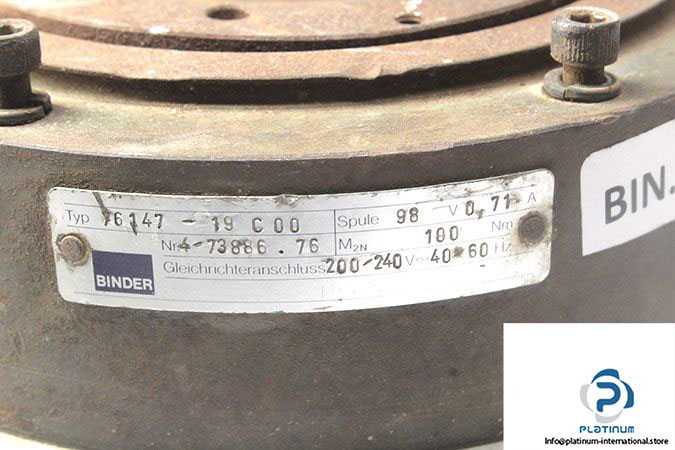 Typ 76147 - 19 C 00 Spule 98 V 0,71 A
Nr. 4-73886.76 M2N 100 Nm
Gleichrichteranschluss 200-240 V~ 40-60 Hz
BINDER
BIN.
PLATINUM
Info@platinum-international.store